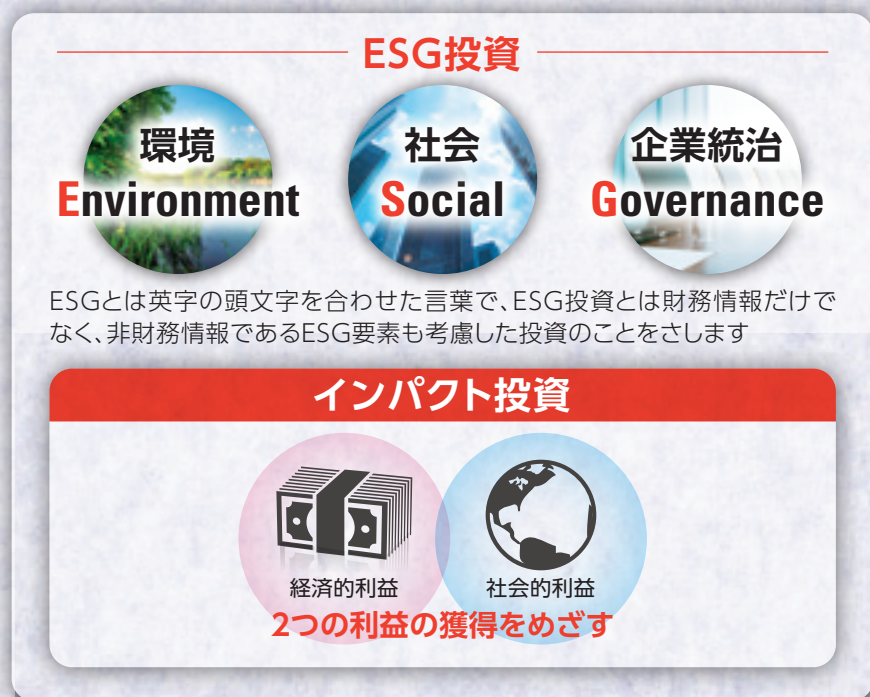 ESG投資
環境
Environment
社会
Social
企業統治
Governance
ESGとは英字の頭文字を合わせた言葉で、ESG投資とは財務情報だけで
なく、非財務情報であるESG要素も考慮した投資のことをさします
インパクト投資
経済的利益
社会的利益
2つの利益の獲得をめざす